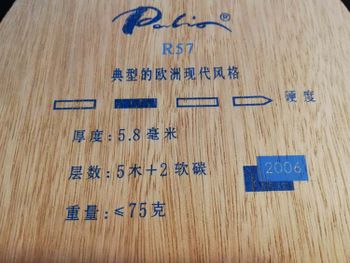 Palio®
R57
典型的欧洲现代风格
硬度
厚度:5.8毫米
层数:5木+2软碳
2006
重量:≤75克